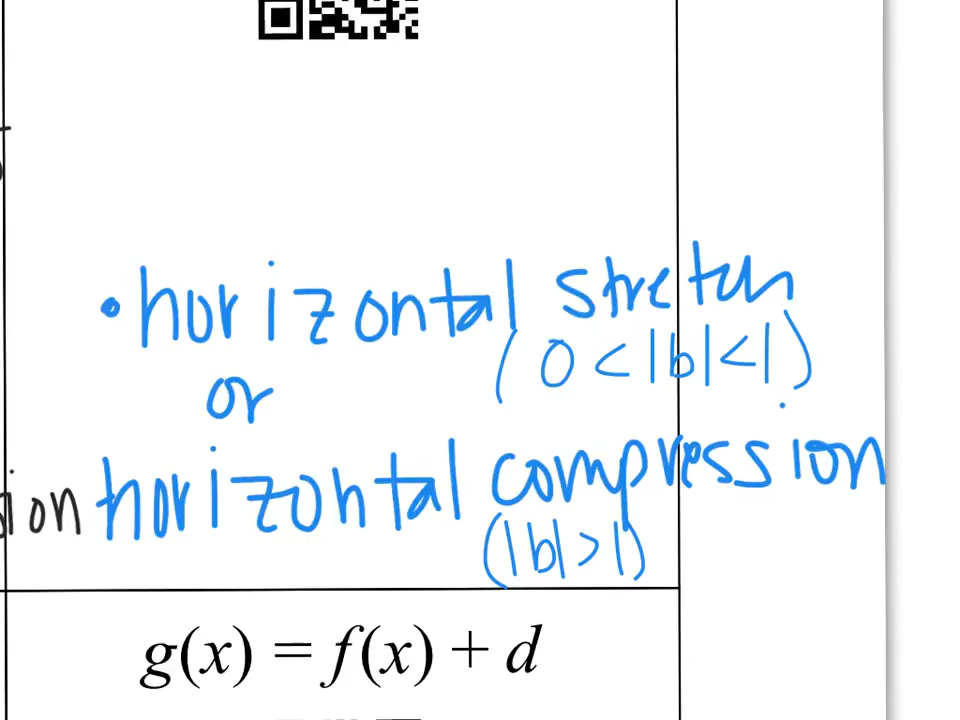 • horizontal stretch
( 0 < |b| < 1 )
or
ion horizontal compression
( |b| > 1 )
g(x) = f(x) + d